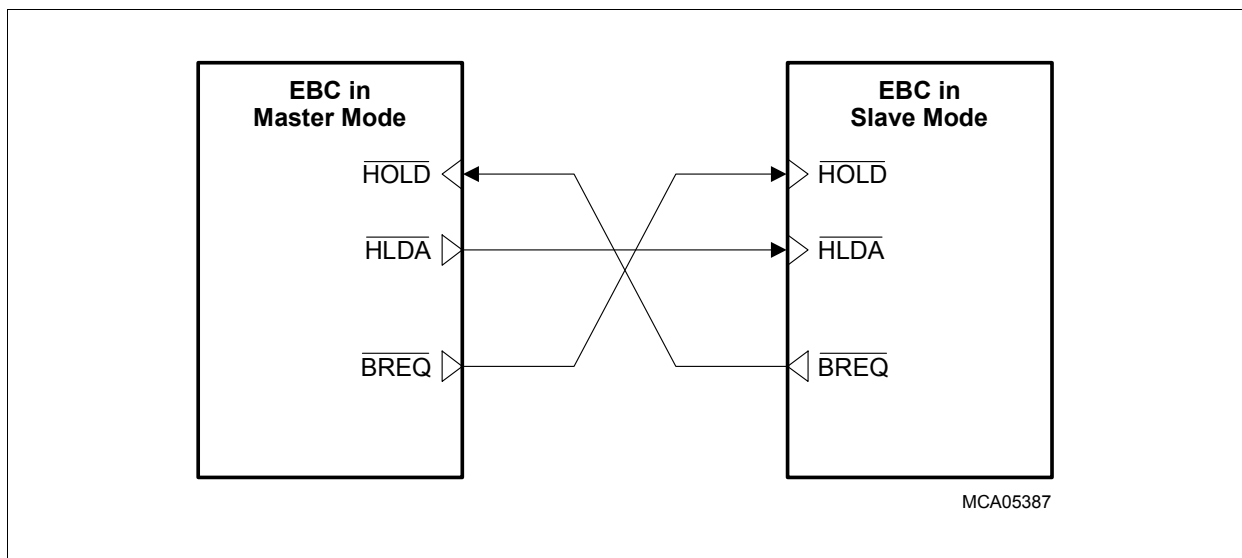 EBC in
Master Mode
HOLD
HLDA
BREQ
EBC in
Slave Mode
HOLD
HLDA
BREQ
MCA05387